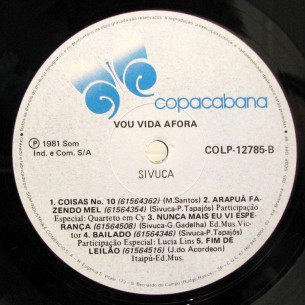 copacabana
VOU VIDA AFORA
℗ 1981 Som
Ind. e Com. S/A
COLP-12785-B
SIVUCA
1. COISAS No. 10 (61564362) (M.Santos) 2. ARAPUÁ FA-
ZENDO MEL (61564354) (Sivuca-P.Tapajós) Participação
Especial: Quarteto em Cy 3. NUNCA MAIS EU VI ESPE-
RANÇA (61564508) (Sivuca-G.Gadelha) Ed.Mus.Vic-
tor 4. BAILADO (61564346) (Sivuca-P.Tapajós)
Participação Especial: Lucia Lins 5. FIM DE
LEILÃO (61564516) (J.do Acordeon)
Itaipú-Ed.Mus.